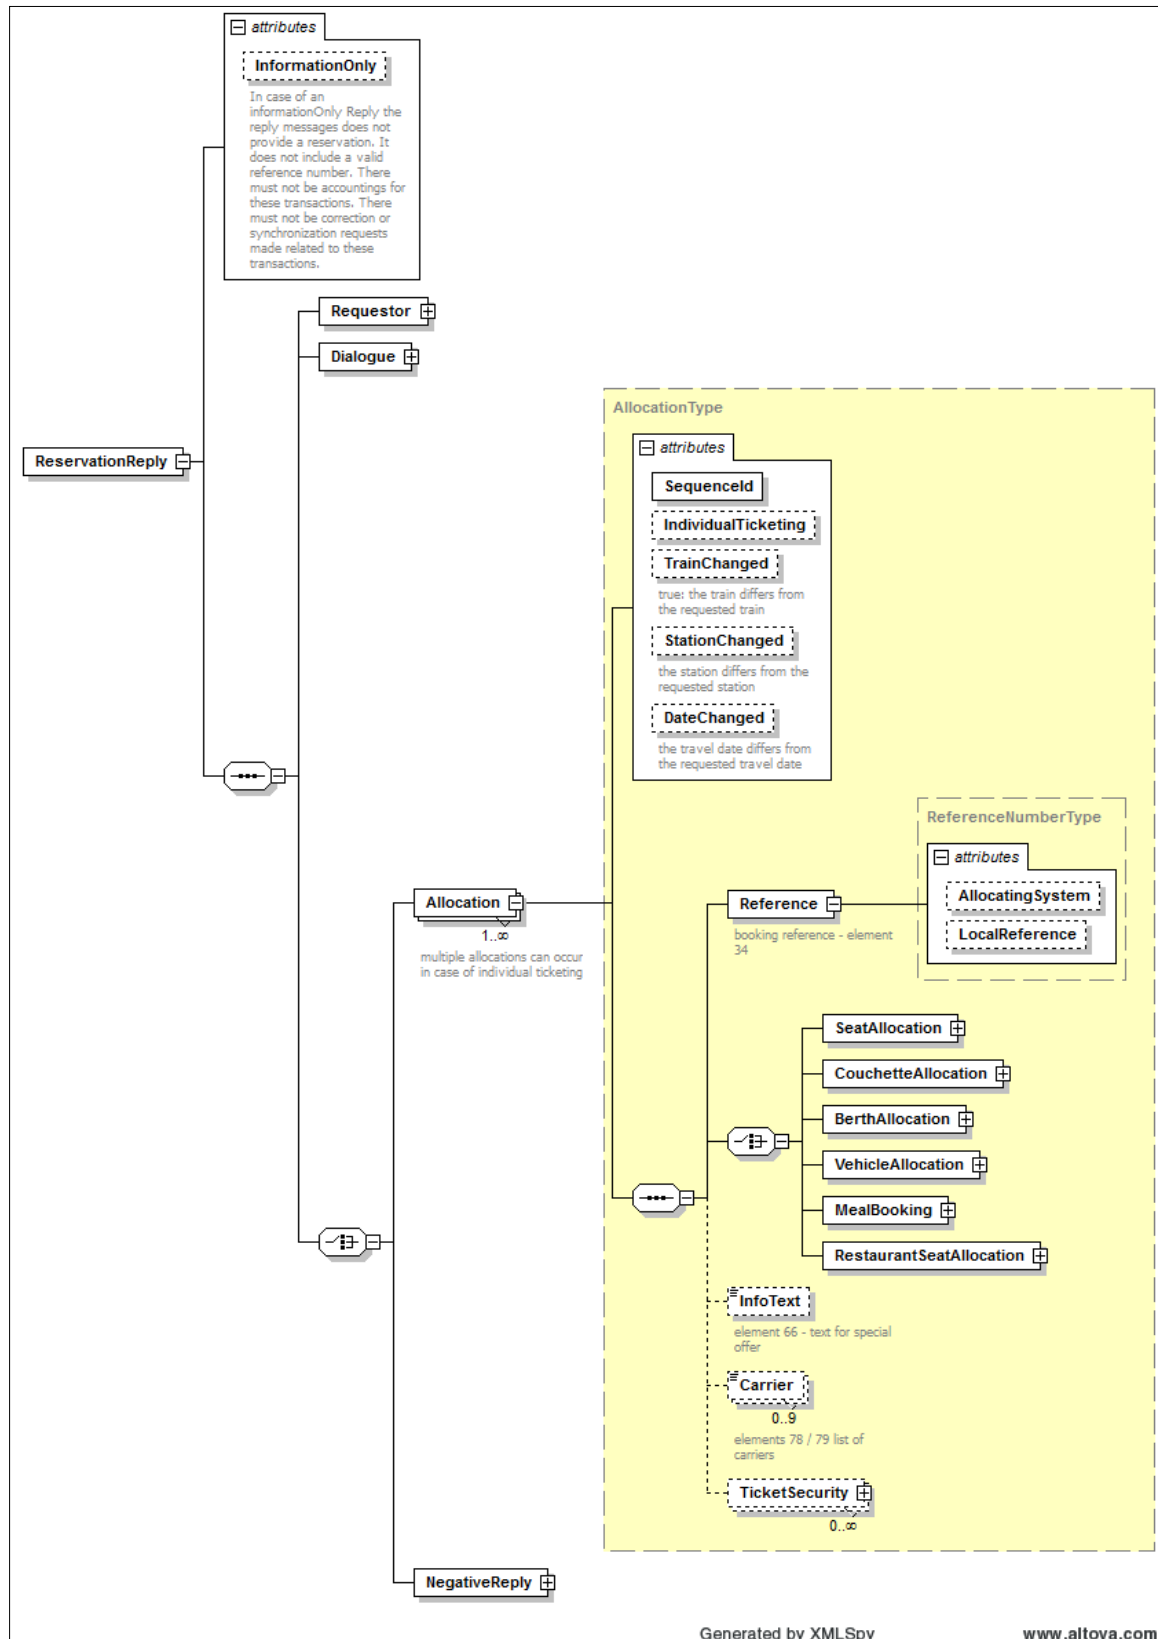 attributes
InformationOnly
In case of an
informationOnly Reply the
reply messages does not
provide a reservation. It
does not include a valid
reference number. There
must not be accountings for
these transactions. There
must not be correction or
synchronization requests
made related to these
transactions.
Requestor
Dialogue
ReservationReply
AllocationType
attributes
SequenceId
IndividualTicketing
TrainChanged
true: the train differs from
the requested train
StationChanged
the station differs from the
requested station
DateChanged
the travel date differs from
the requested travel date
ReferenceNumberType
attributes
AllocatingSystem
LocalReference
Allocation
1..∞
multiple allocations can occur
in case of individual ticketing
Reference
booking reference - element
34
SeatAllocation
CouchetteAllocation
BerthAllocation
VehicleAllocation
MealBooking
RestaurantSeatAllocation
InfoText
element 66 - text for special
offer
Carrier
0..9
elements 78 / 79 list of
carriers
TicketSecurity
0..∞
NegativeReply
Generated by XMLSpy www.altova.com